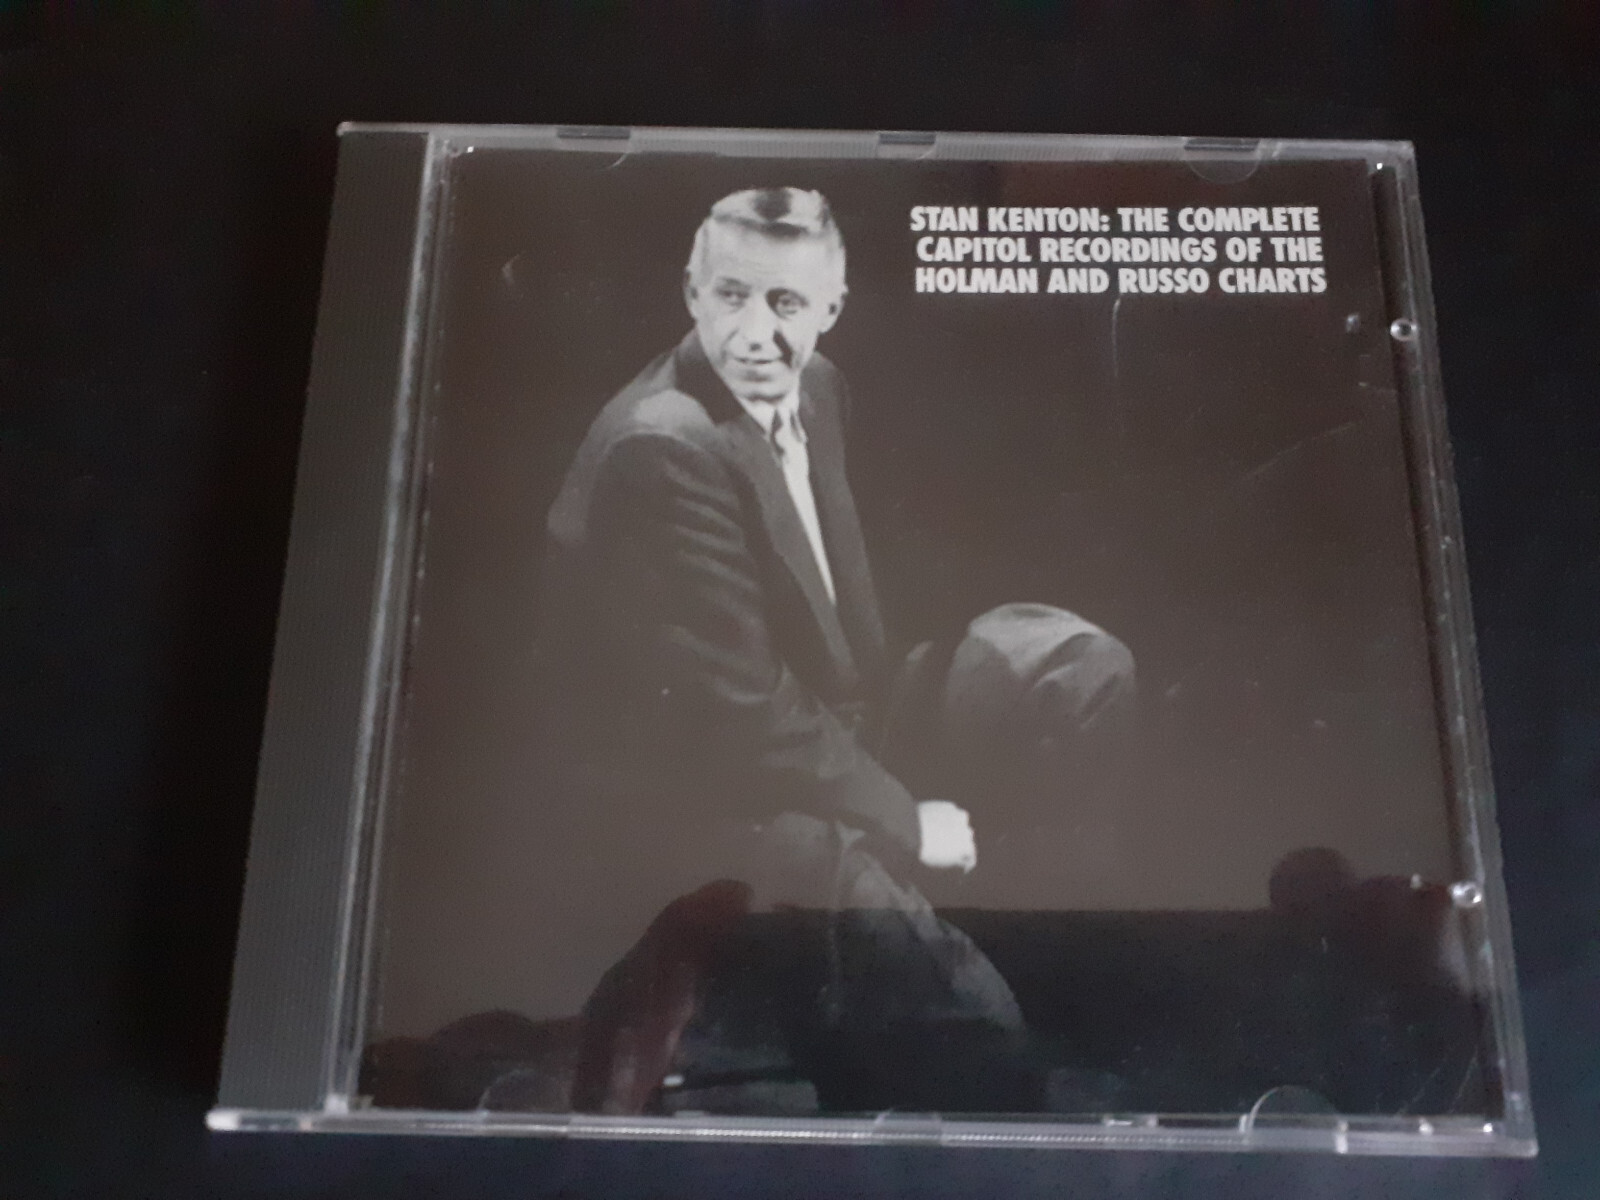 STAN KENTON: THE COMPLETE
CAPITOL RECORDINGS OF THE
HOLMAN AND RUSSO CHARTS